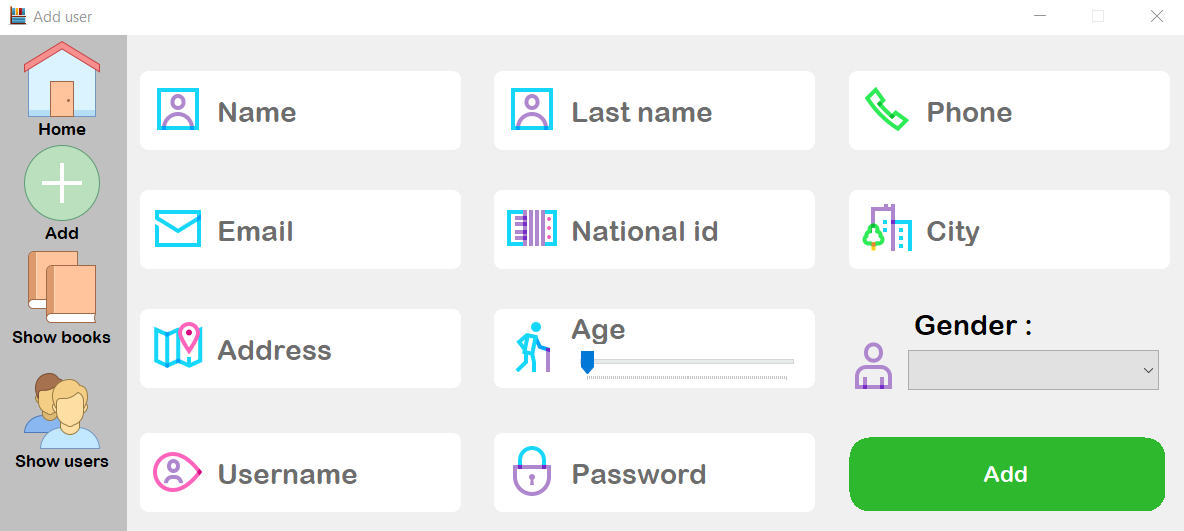 Add user
Home
Add
Show books
Show users
Name
Last name
Phone
Email
National id
City
Address
Age
Gender :
Username
Password
Add